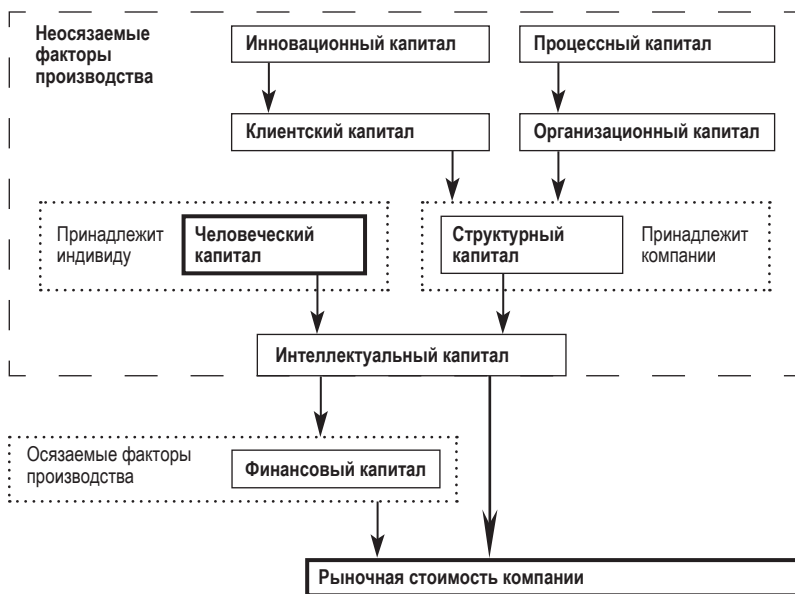 Неосязаемые
факторы
производства
Инновационный капитал
Процессный капитал
Клиентский капитал
Организационный капитал
Принадлежит
индивиду
Человеческий
капитал
Структурный
капитал
Принадлежит
компании
Интеллектуальный капитал
Осязаемые факторы
производства
Финансовый капитал
Рыночная стоимость компании